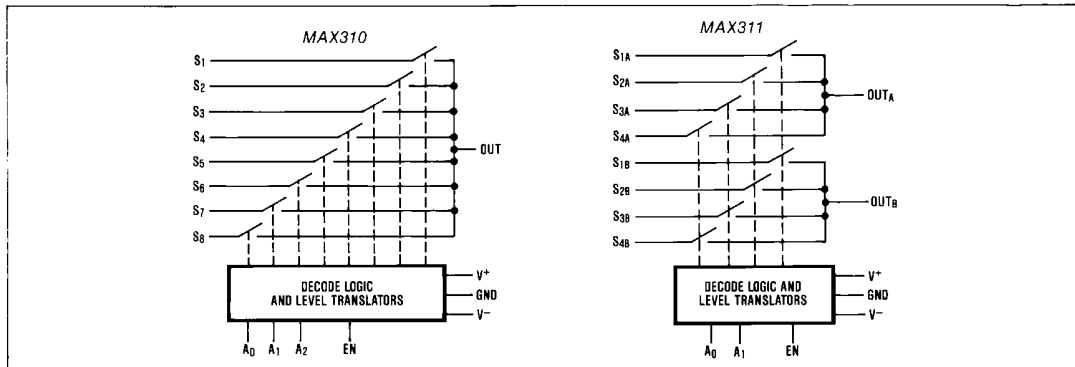 MAX310
S1
S2
S3
S4
S5
S6
S7
S8
OUT
DECODE LOGIC
AND LEVEL TRANSLATORS
V+
GND
V−
A0 A1 A2 EN
MAX311
S1A
S2A
S3A
S4A
S1B
S2B
S3B
S4B
OUTA
OUTB
DECODE LOGIC AND
LEVEL TRANSLATORS
V+
GND
V−
A0 A1 EN